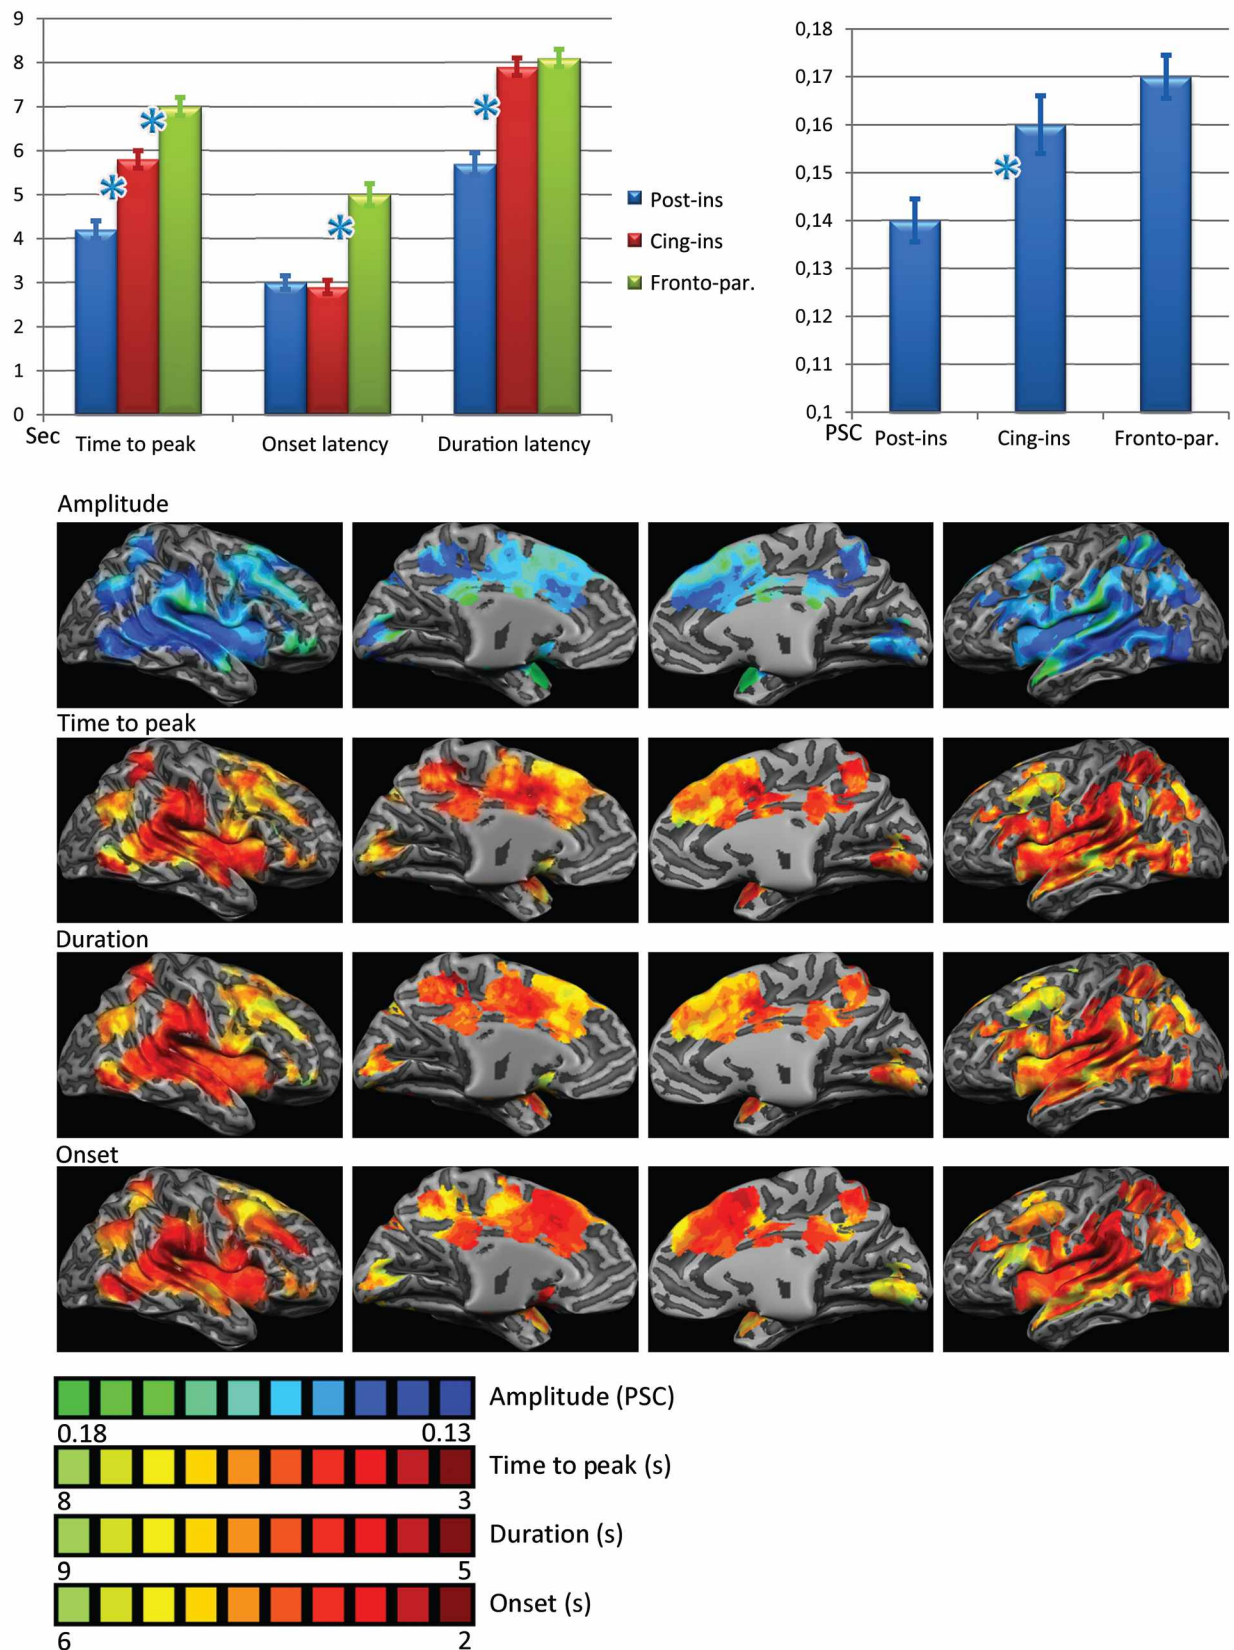 9
8
7
6
5
4
3
2
1
0
Sec
Time to peak
Onset latency
Duration latency
Post-ins
Cing-ins
Fronto-par.
0,18
0,17
0,16
0,15
0,14
0,13
0,12
0,11
0,1
PSC
Post-ins
Cing-ins
Fronto-par.
Amplitude
Time to peak
Duration
Onset
Amplitude (PSC)
0.18 0.13
Time to peak (s)
8 3
Duration (s)
9 5
Onset (s)
6 2